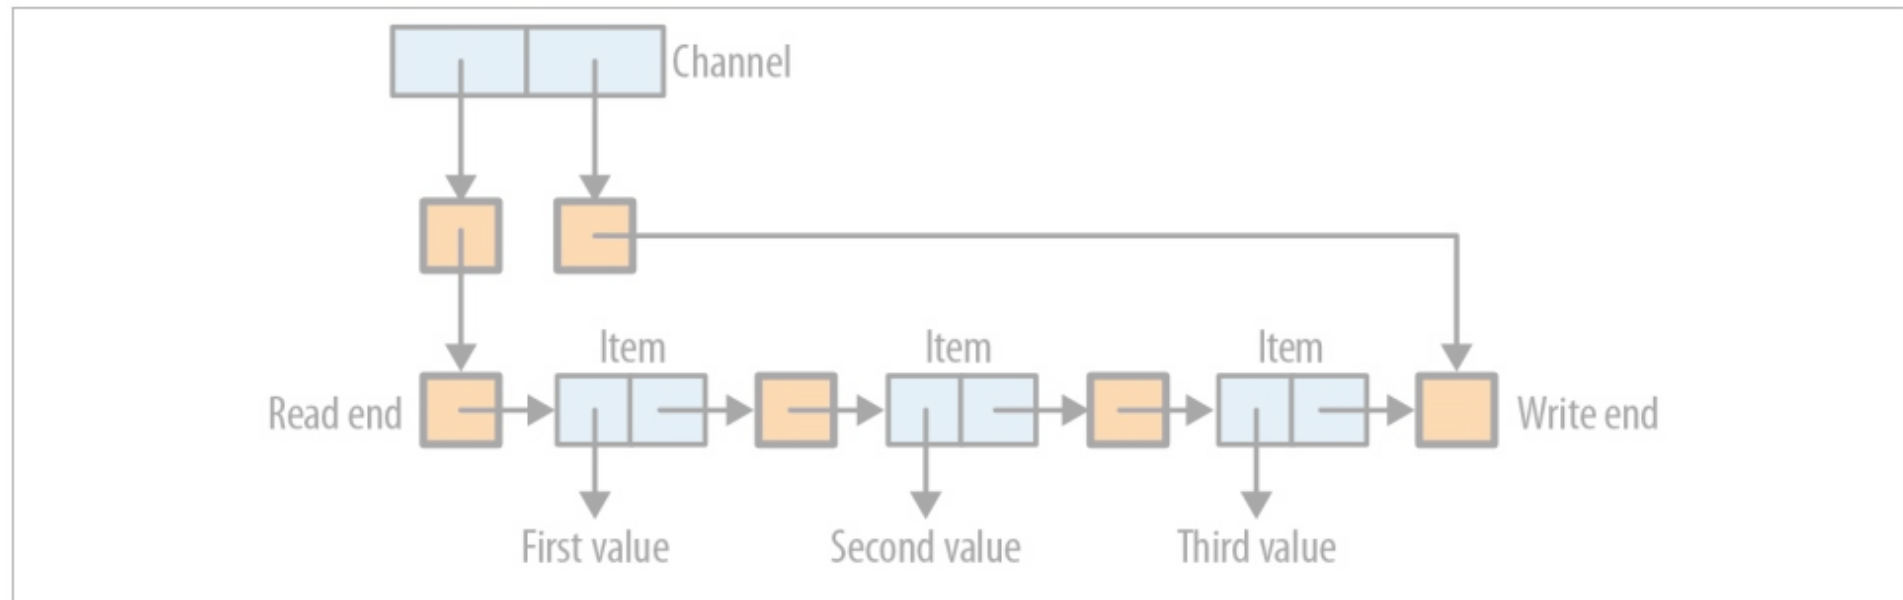 Channel
Item Item Item
Read end Write end
First value Second value Third value